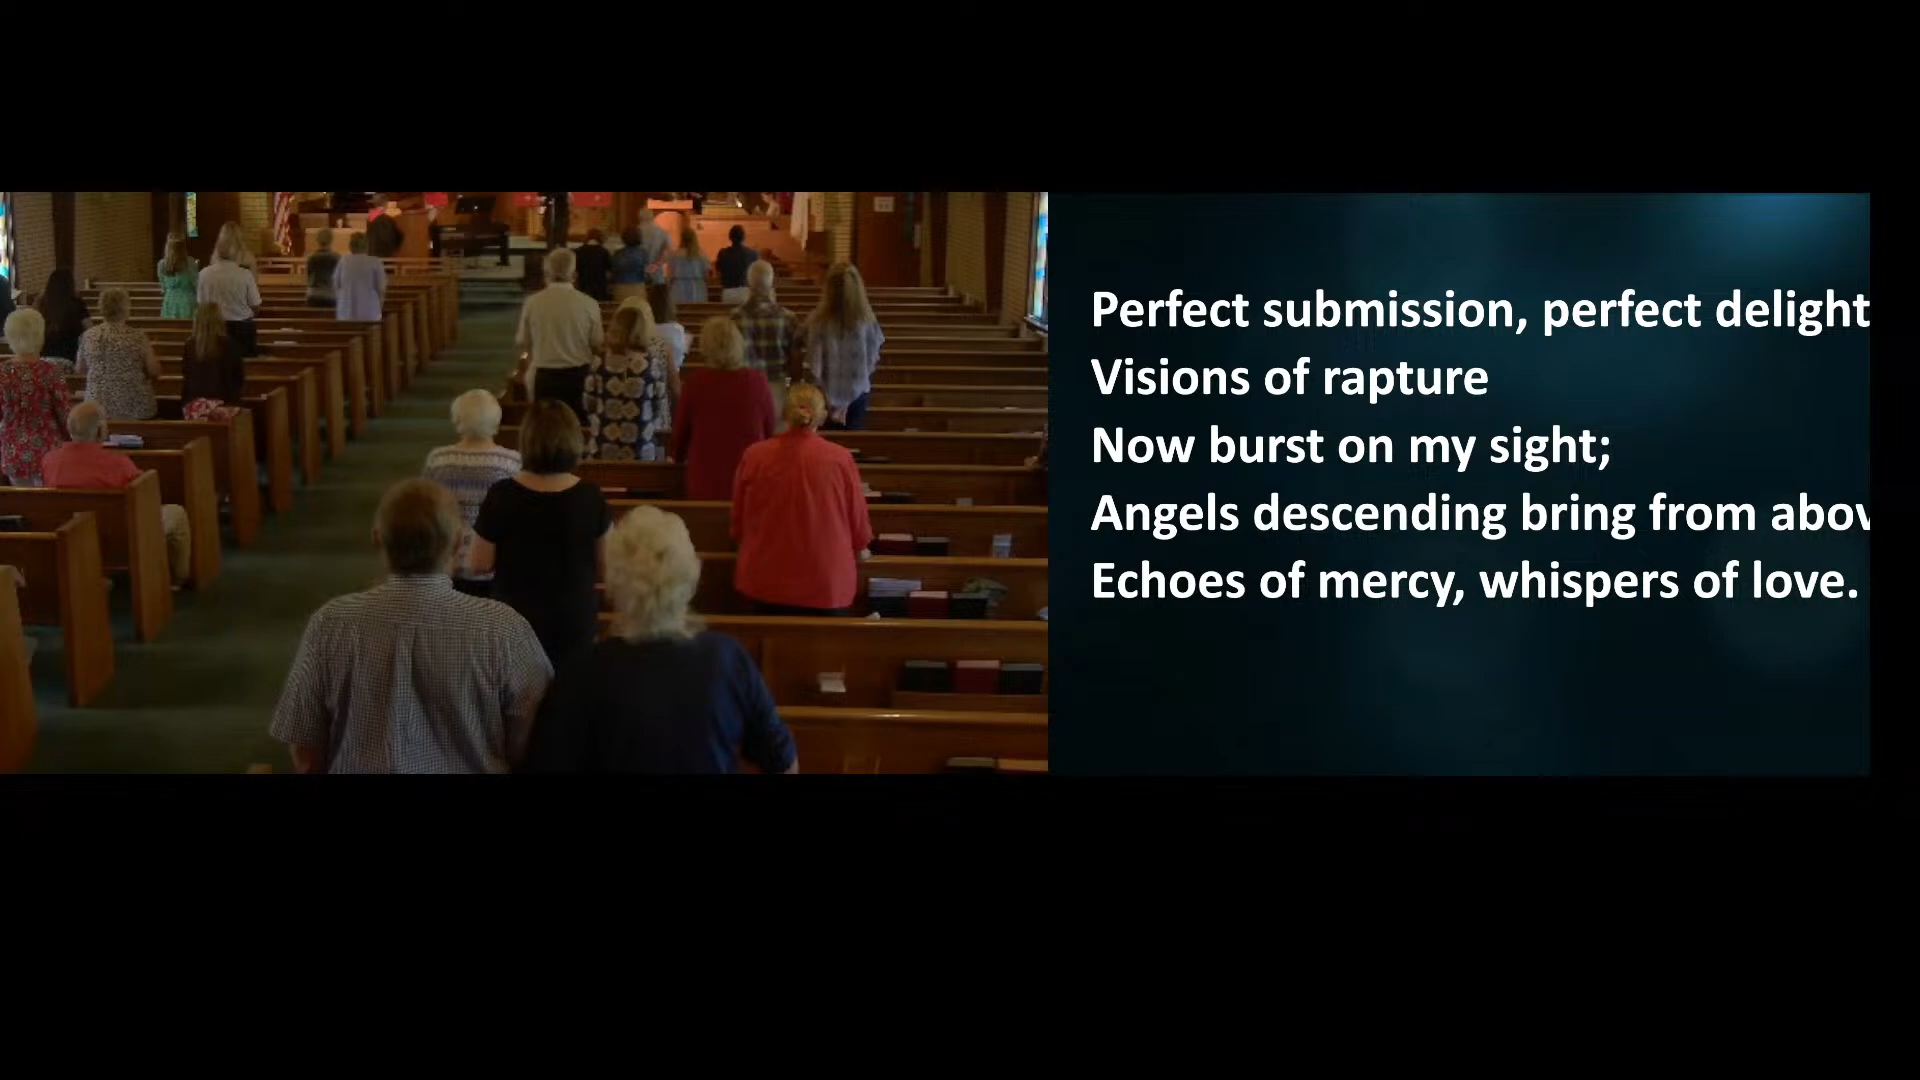 Perfect submission, perfect delight
Visions of rapture
Now burst on my sight;
Angels descending bring from abov
Echoes of mercy, whispers of love.